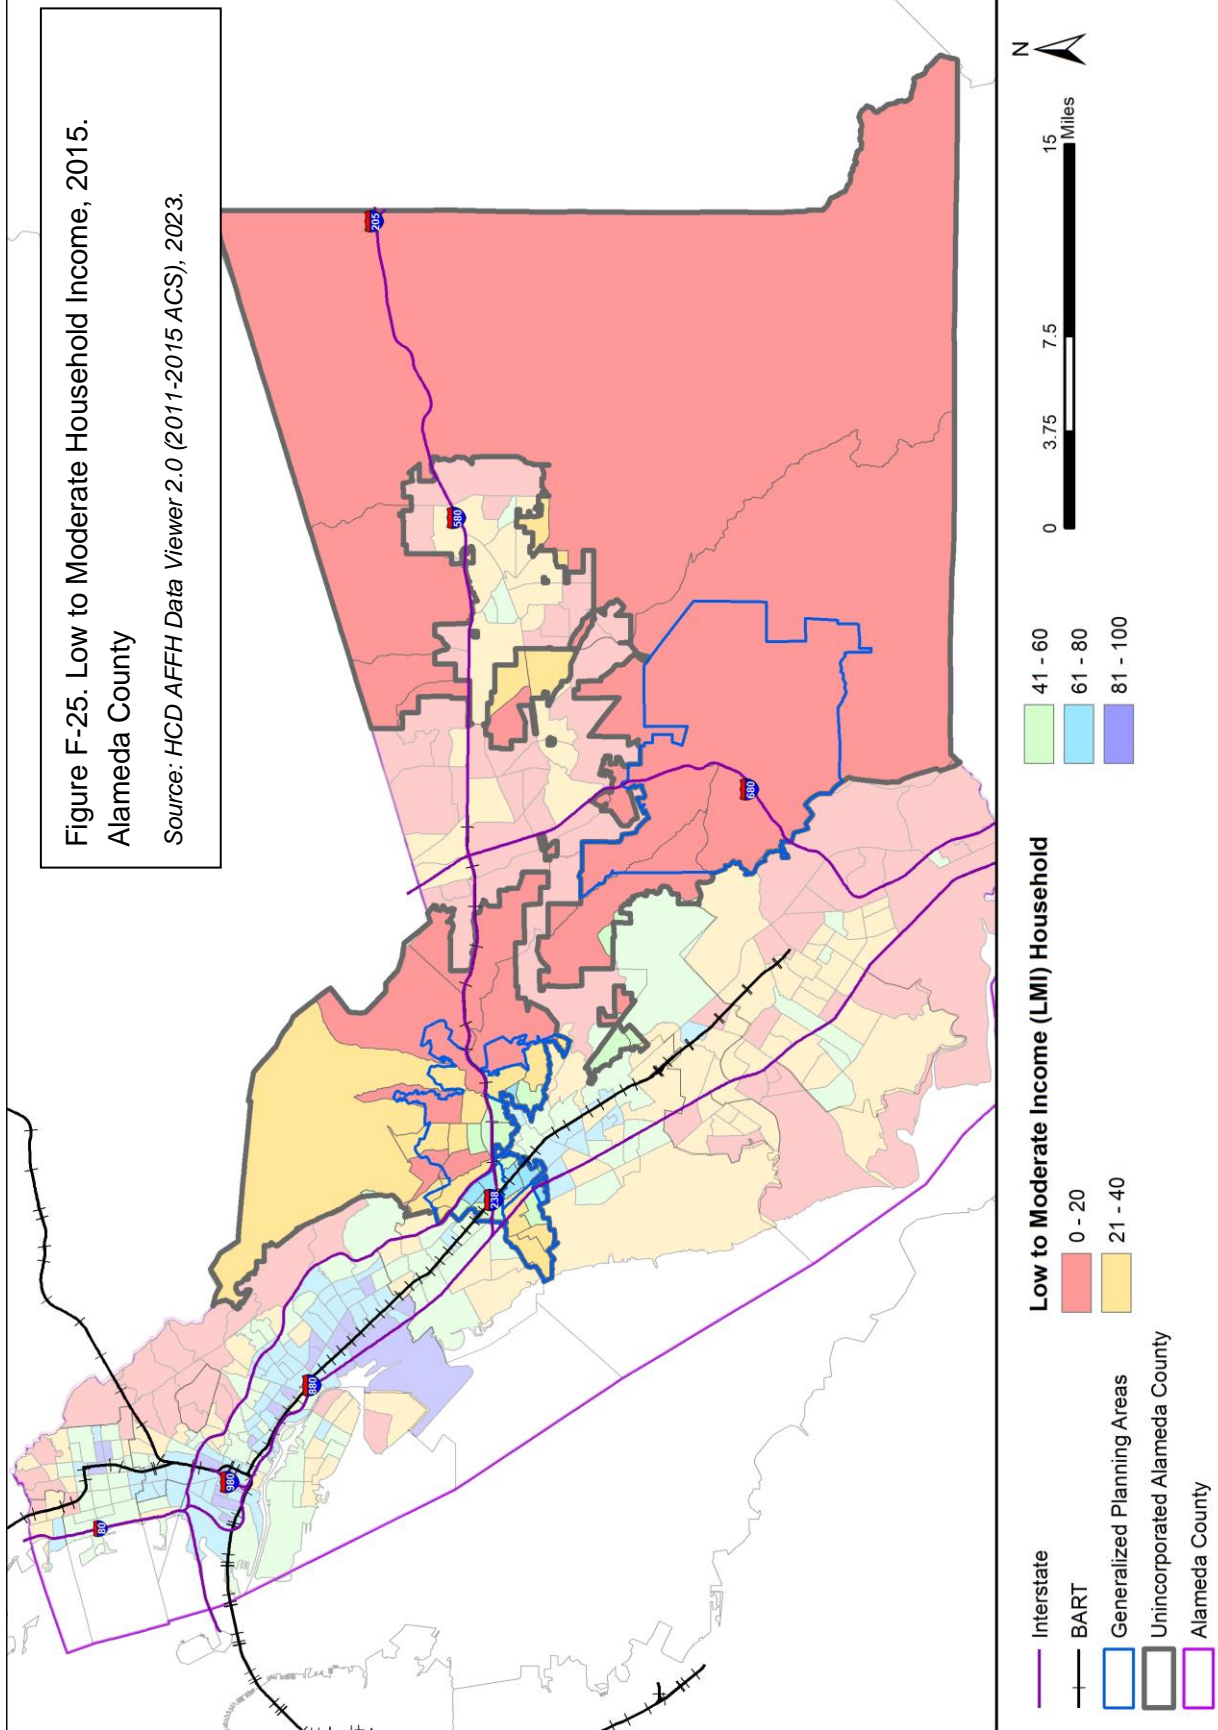 Figure F-25. Low to Moderate Household Income, 2015.
Alameda County
Source: HCD AFFH Data Viewer 2.0 (2011-2015 ACS), 2023.
80
980
880
238
580
205
680
Interstate
BART
Generalized Planning Areas
Unincorporated Alameda County
Alameda County
Low to Moderate Income (LMI) Household
0 - 20
21 - 40
41 - 60
61 - 80
81 - 100
0 3.75 7.5 15
Miles
N